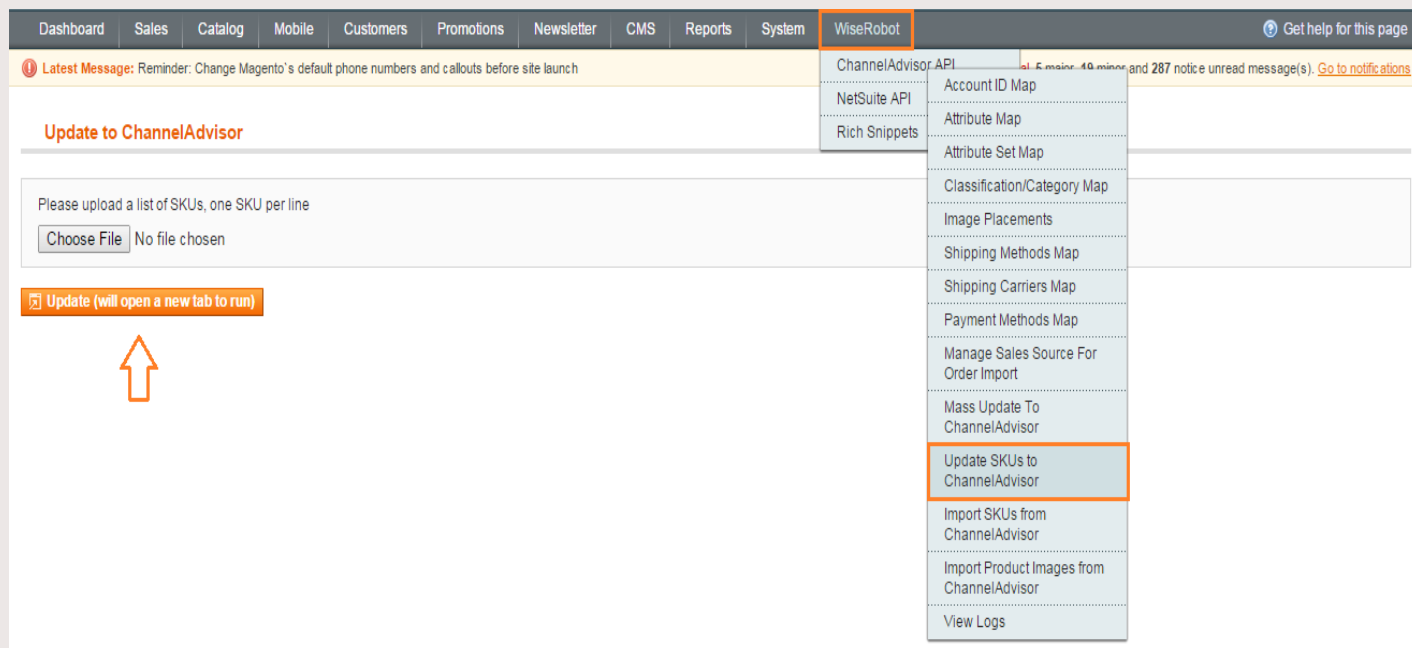 Dashboard Sales Catalog Mobile Customers Promotions Newsletter CMS Reports System WiseRobot Get help for this page
Latest Message: Reminder: Change Magento`s default phone numbers and callouts before site launch
5 major, 19 minor and 287 notice unread message(s). Go to notifications
ChannelAdvisor API
NetSuite API
Rich Snippets
Account ID Map
Attribute Map
Attribute Set Map
Classification/Category Map
Image Placements
Shipping Methods Map
Shipping Carriers Map
Payment Methods Map
Manage Sales Source For
Order Import
Mass Update To
ChannelAdvisor
Update SKUs to
ChannelAdvisor
Import SKUs from
ChannelAdvisor
Import Product Images from
ChannelAdvisor
View Logs
Update to ChannelAdvisor
Please upload a list of SKUs, one SKU per line
Choose File No file chosen
Update (will open a new tab to run)